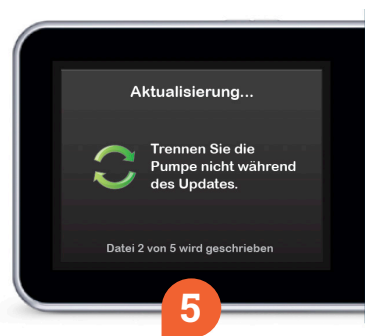 Aktualisierung...
Trennen Sie die
Pumpe nicht während
des Updates.
Datei 2 von 5 wird geschrieben
5